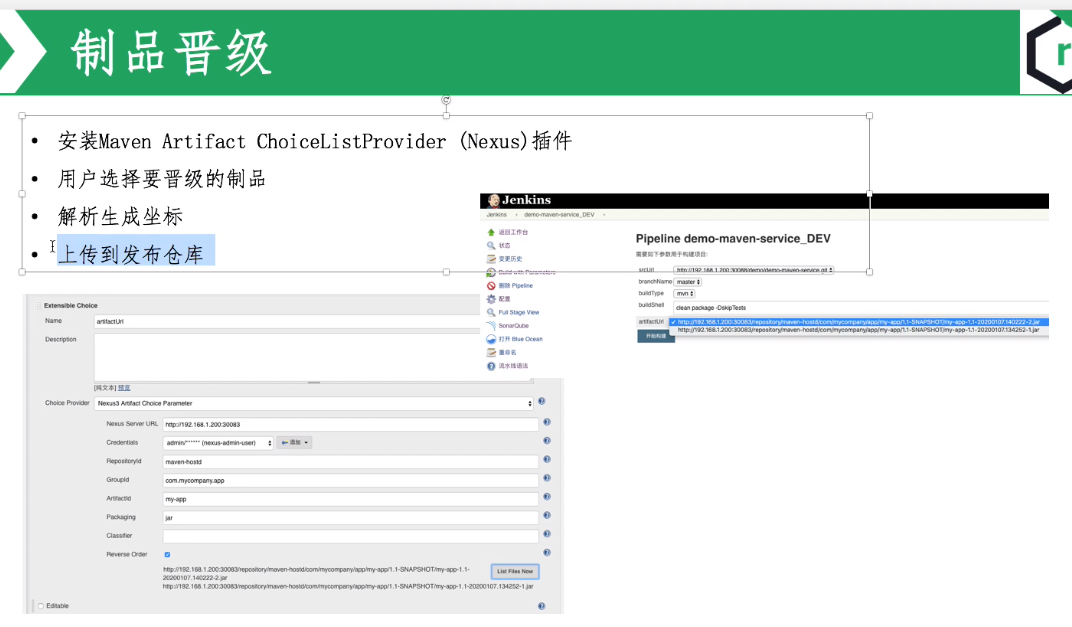 制品晋级
r
• 安装Maven Artifact ChoiceListProvider (Nexus)插件
• 用户选择要晋级的制品
• 解析生成坐标
• 上传到发布仓库
Jenkins
Jenkins › demo-maven-service_DEV ›
返回工作台
状态
变更历史
Build with Parameters
删除 Pipeline
配置
Full Stage View
SonarQube
打开 Blue Ocean
重命名
流水线语法
Pipeline demo-maven-service_DEV
需要如下参数用于构建项目:
srcUrl http://192.168.1.200:30088/demo/demo-maven-service.git
branchName master
buildType mvn
buildShell clean package -DskipTests
artifactUrl ✓ http://192.168.1.200:30083/repository/maven-hostd/com/mycompany/app/my-app/1.1-SNAPSHOT/my-app-1.1-20200107.140222-2.jar
http://192.168.1.200:30083/repository/maven-hostd/com/mycompany/app/my-app/1.1-SNAPSHOT/my-app-1.1-20200107.134252-1.jar
开始构建
Extensible Choice
Name artifactUrl
Description
[纯文本] 预览
Choice Provider Nexus3 Artifact Choice Parameter
Nexus Server URL http://192.168.1.200:30083
Credentials admin/****** (nexus-admin-user) 添加
RepositoryId maven-hostd
GroupId com.mycompany.app
ArtifactId my-app
Packaging jar
Classifier
Reverse Order
http://192.168.1.200:30083/repository/maven-hostd/com/mycompany/app/my-app/1.1-SNAPSHOT/my-app-1.1-
20200107.140222-2.jar
http://192.168.1.200:30083/repository/maven-hostd/com/mycompany/app/my-app/1.1-SNAPSHOT/my-app-1.1-20200107.134252-1.jar
List Files Now
Editable